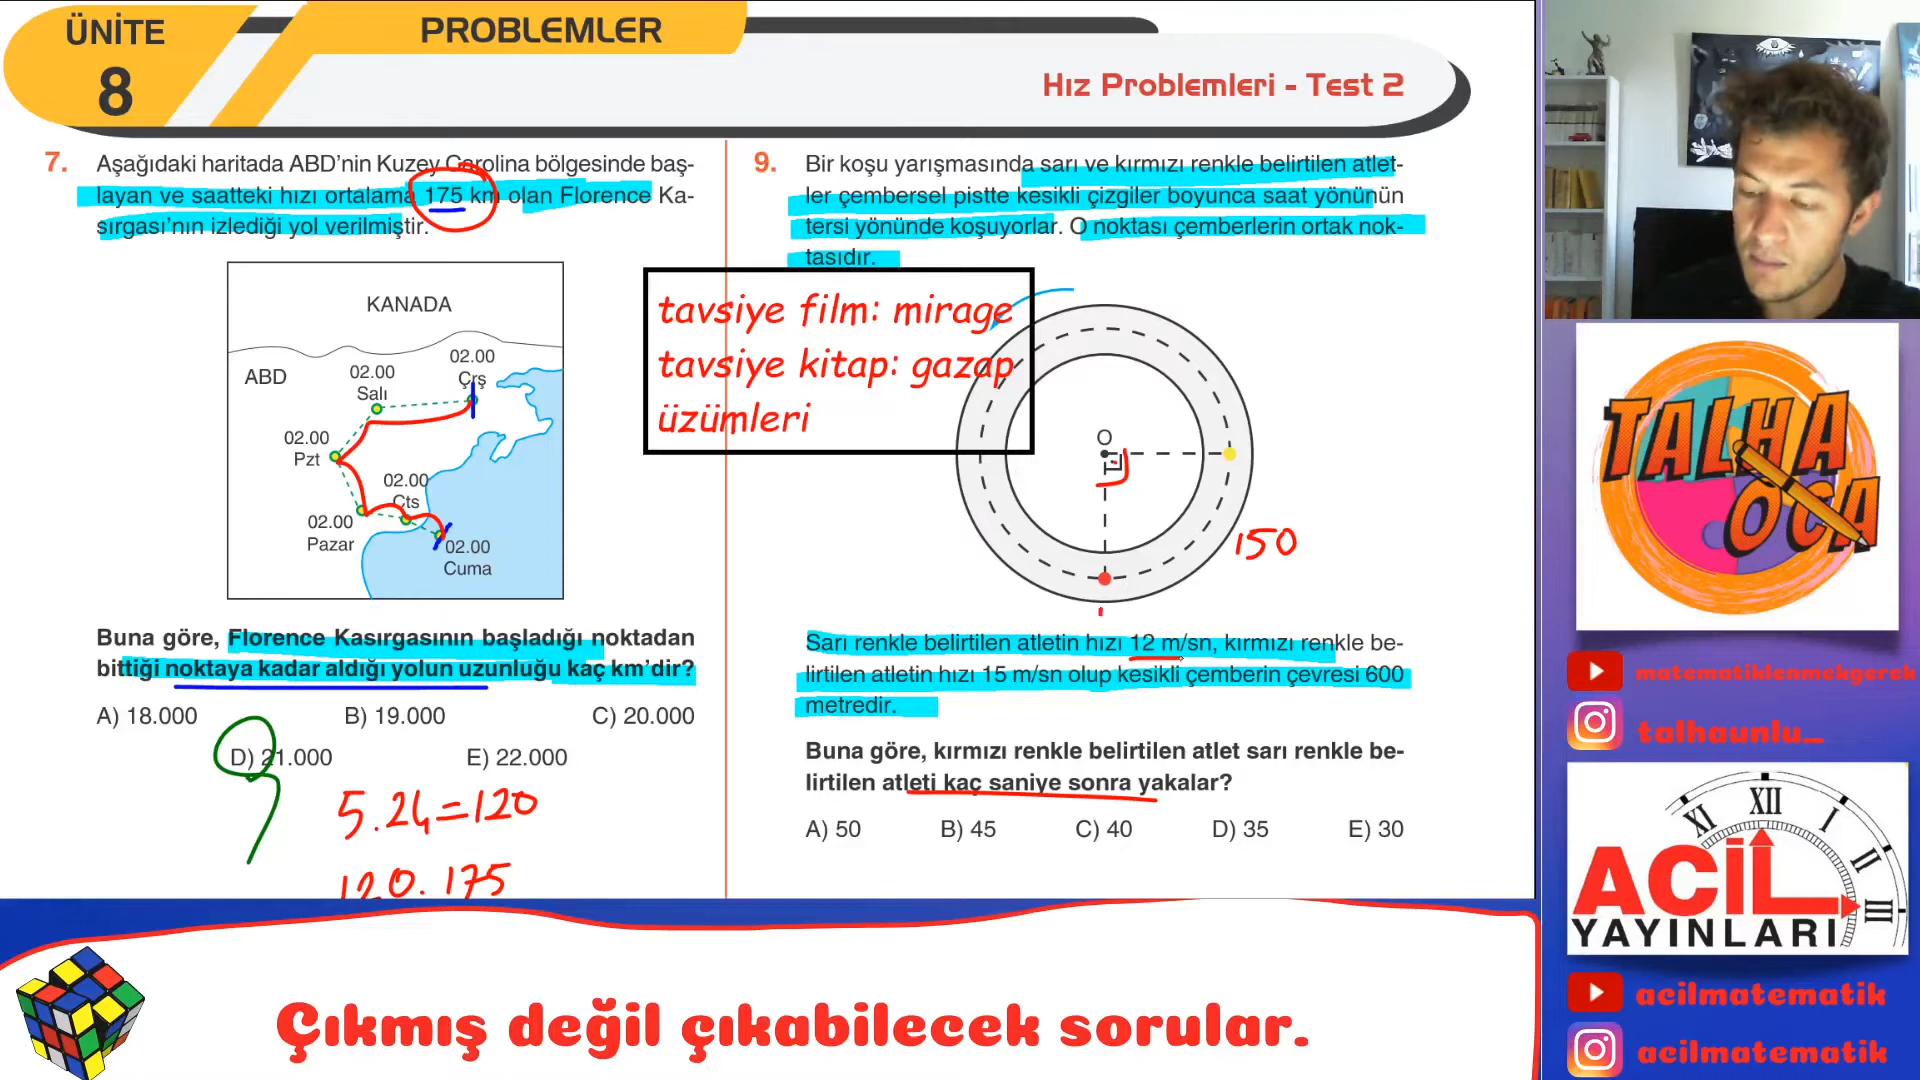 ÜNİTE
8
PROBLEMLER
Hız Problemleri - Test 2
7. Aşağıdaki haritada ABD’nin Kuzey Carolina bölgesinde baş-
layan ve saatteki hızı ortalama 175 km olan Florence Ka-
sırgası’nın izlediği yol verilmiştir.
KANADA
ABD
02.00
Çrş
02.00
Salı
02.00
Pzt
02.00
Cts
02.00
Pazar
02.00
Cuma
Buna göre, Florence Kasırgasının başladığı noktadan
bittiği noktaya kadar aldığı yolun uzunluğu kaç km’dir?
A) 18.000 B) 19.000 C) 20.000
D) 21.000 E) 22.000
5.24=120
120.175
9. Bir koşu yarışmasında sarı ve kırmızı renkle belirtilen atlet-
ler çembersel pistte kesikli çizgiler boyunca saat yönünün
tersi yönünde koşuyorlar. O noktası çemberlerin ortak nok-
tasıdır.
tavsiye film: mirage
tavsiye kitap: gazap
üzümleri
O
150
Sarı renkle belirtilen atletin hızı 12 m/sn, kırmızı renkle be-
lirtilen atletin hızı 15 m/sn olup kesikli çemberin çevresi 600
metredir.
Buna göre, kırmızı renkle belirtilen atlet sarı renkle be-
lirtilen atleti kaç saniye sonra yakalar?
A) 50 B) 45 C) 40 D) 35 E) 30
Çıkmış değil çıkabilecek sorular.
TALHA
OCA
matematiklenmekgerek
talhaunlu_
XI XII I II III
ACİL
YAYINLARI
acilmatematik
acilmatematik